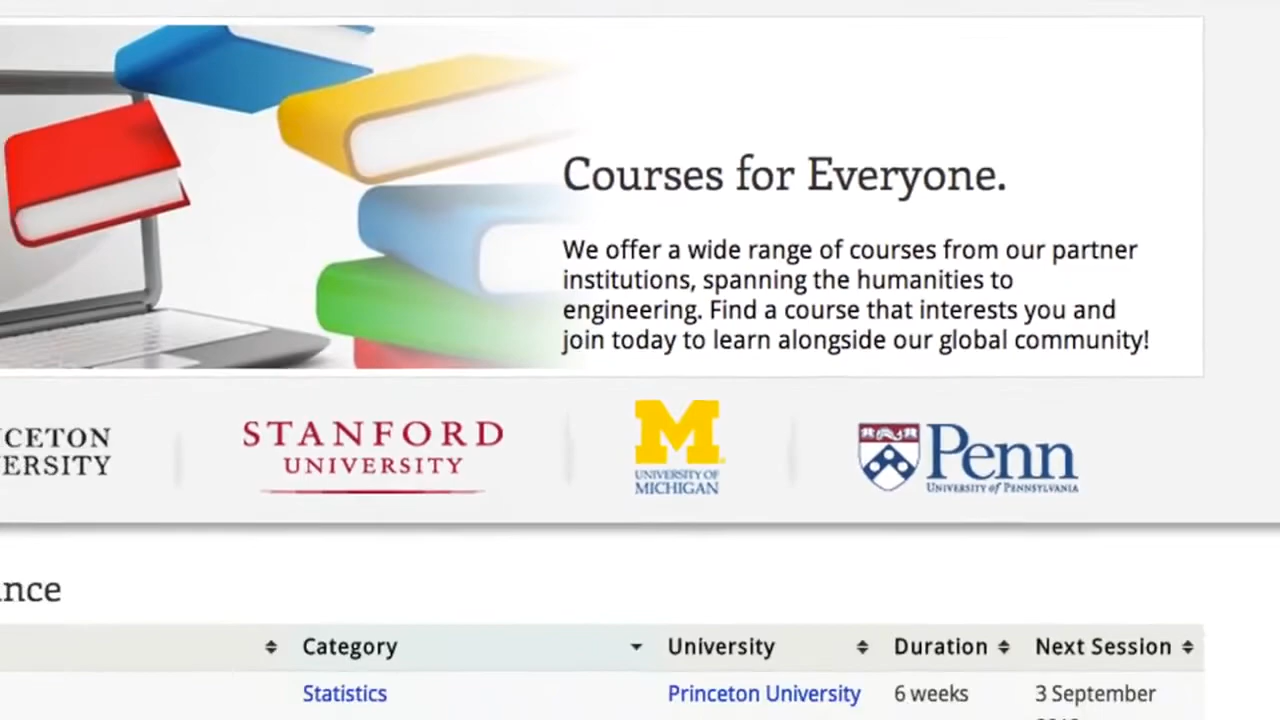 Courses for Everyone.
We offer a wide range of courses from our partner
institutions, spanning the humanities to
engineering. Find a course that interests you and
join today to learn alongside our global community!
CETON
ERSITY
STANFORD
UNIVERSITY
M
UNIVERSITY OF
MICHIGAN
Penn
UNIVERSITY of PENNSYLVANIA
nce
Category University Duration Next Session
Statistics Princeton University 6 weeks 3 September